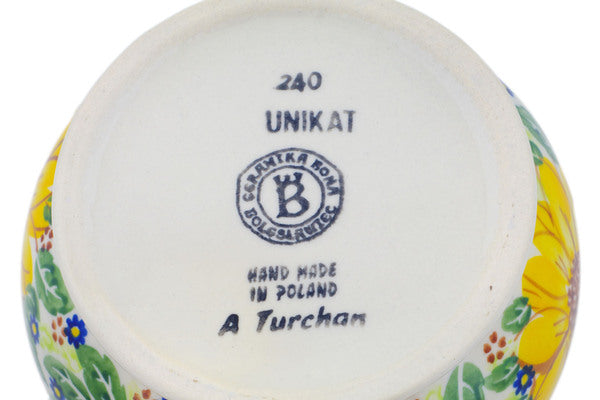 240
UNIKAT
CERAMIKA BONA
B
BOLESŁAWIEC
HAND MADE
IN POLAND
A Turchan